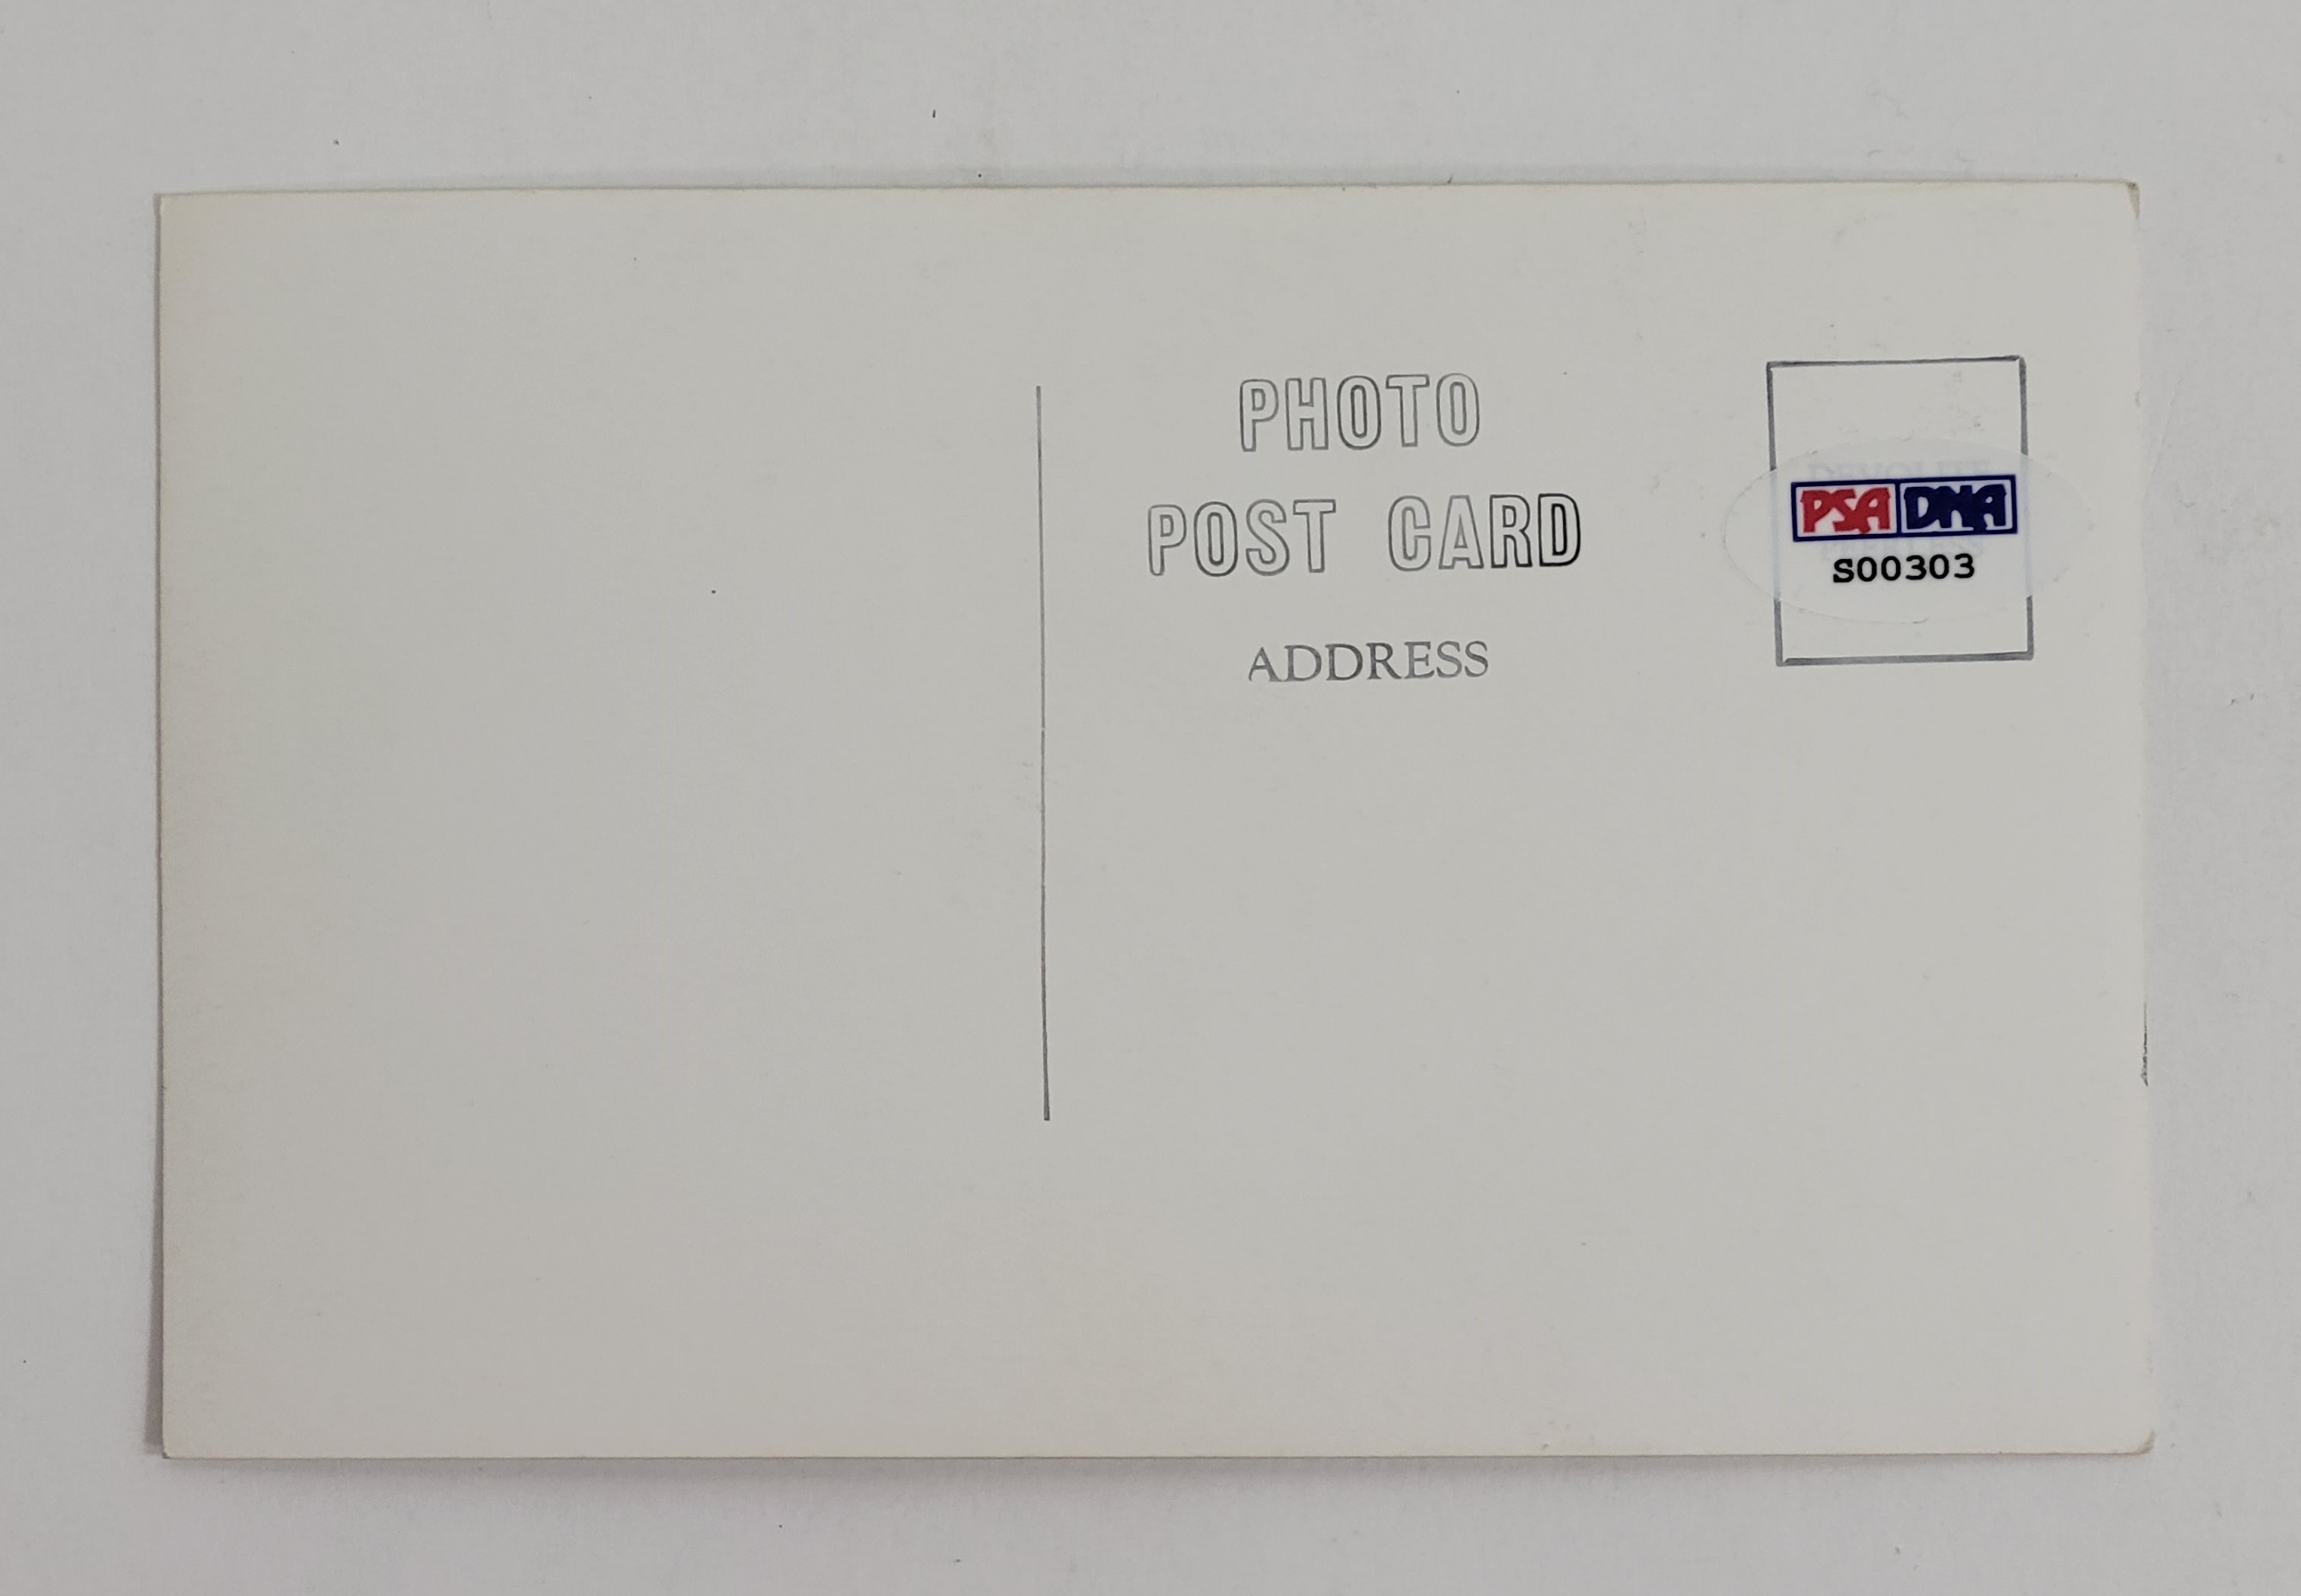 PHOTO
POST CARD
ADDRESS
PSA DNA
S00303